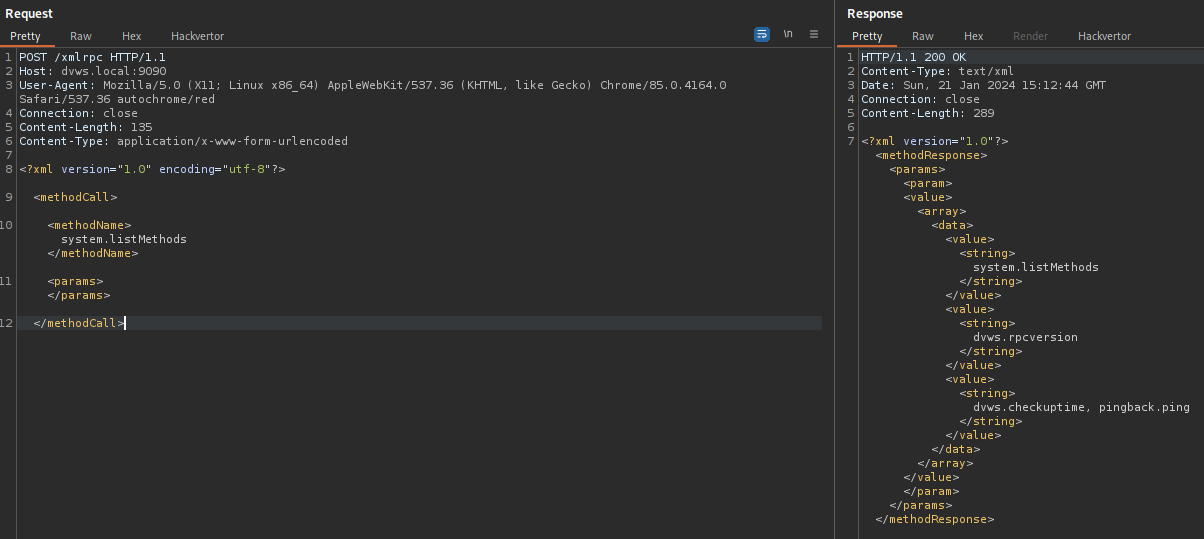 Request
Pretty Raw Hex Hackvertor \n
1 POST /xmlrpc HTTP/1.1
2 Host: dvws.local:9090
3 User-Agent: Mozilla/5.0 (X11; Linux x86_64) AppleWebKit/537.36 (KHTML, like Gecko) Chrome/85.0.4164.0
Safari/537.36 autochrome/red
4 Connection: close
5 Content-Length: 135
6 Content-Type: application/x-www-form-urlencoded
7
8 <?xml version="1.0" encoding="utf-8"?>
9 <methodCall>
10 <methodName>
system.listMethods
</methodName>
11 <params>
</params>
12 </methodCall>
Response
Pretty Raw Hex Render Hackvertor
1 HTTP/1.1 200 OK
2 Content-Type: text/xml
3 Date: Sun, 21 Jan 2024 15:12:44 GMT
4 Connection: close
5 Content-Length: 289
6
7 <?xml version="1.0"?>
<methodResponse>
<params>
<param>
<value>
<array>
<data>
<value>
<string>
system.listMethods
</string>
</value>
<value>
<string>
dvws.rpcversion
</string>
</value>
<value>
<string>
dvws.checkuptime, pingback.ping
</string>
</value>
</data>
</array>
</value>
</param>
</params>
</methodResponse>